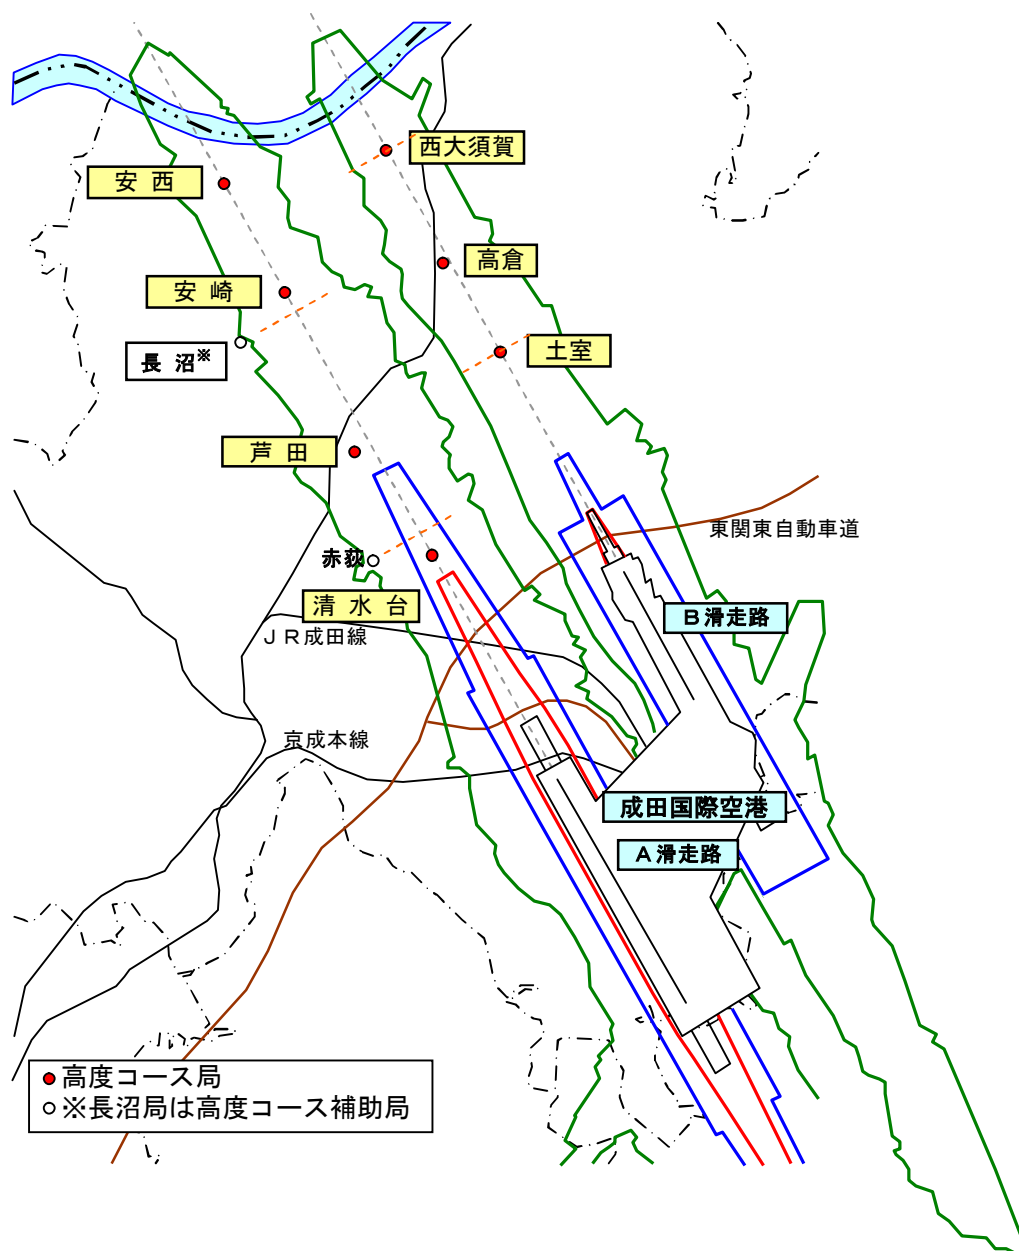 西大須賀
安 西
高倉
安 崎
土室
長 沼※
芦 田
東関東自動車道
赤荻
清 水 台
B滑走路
JR成田線
京成本線
成田国際空港
A滑走路
高度コース局
※長沼局は高度コース補助局